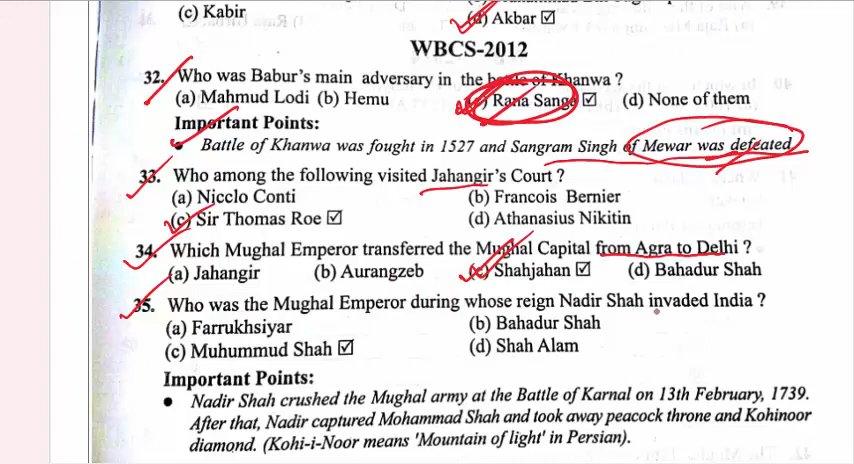 (c) Kabir (d) Akbar ☑
WBCS-2012
32. Who was Babur's main adversary in the battle of Khanwa ?
(a) Mahmud Lodi (b) Hemu Rana Sanga ☑ (d) None of them
Important Points:
• Battle of Khanwa was fought in 1527 and Sangram Singh of Mewar was defeated
33. Who among the following visited Jahangir's Court ?
(a) Nicclo Conti (b) Francois Bernier
(c) Sir Thomas Roe ☑ (d) Athanasius Nikitin
34. Which Mughal Emperor transferred the Mughal Capital from Agra to Delhi ?
(a) Jahangir (b) Aurangzeb (c) Shahjahan ☑ (d) Bahadur Shah
35. Who was the Mughal Emperor during whose reign Nadir Shah invaded India ?
(a) Farrukhsiyar (b) Bahadur Shah
(c) Muhummud Shah ☑ (d) Shah Alam
Important Points:
• Nadir Shah crushed the Mughal army at the Battle of Karnal on 13th February, 1739.
After that, Nadir captured Mohammad Shah and took away peacock throne and Kohinoor
diamond. (Kohi-i-Noor means 'Mountain of light' in Persian).